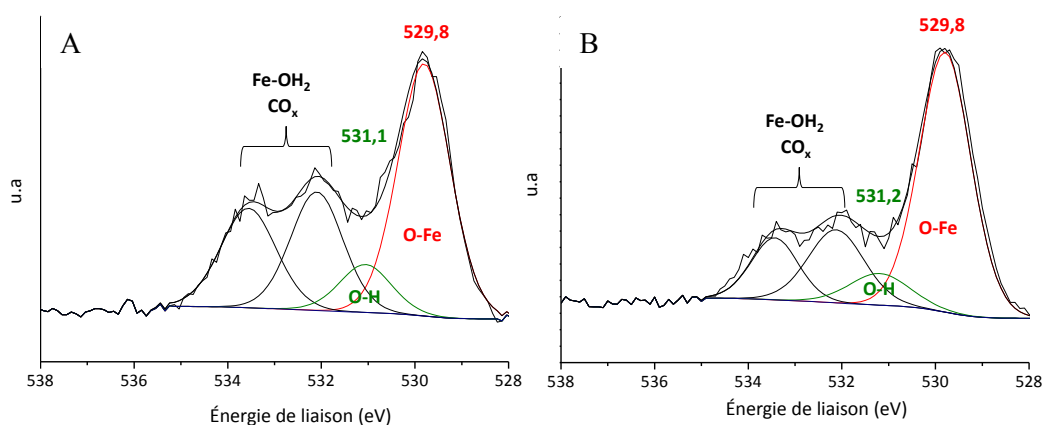 A
529,8
Fe-OH₂
COₓ
531,1
O-Fe
O-H
u.a
538 536 534 532 530 528
Énergie de liaison (eV)
B
529,8
Fe-OH₂
COₓ
531,2
O-Fe
O-H
u.a
538 536 534 532 530 528
Énergie de liaison (eV)